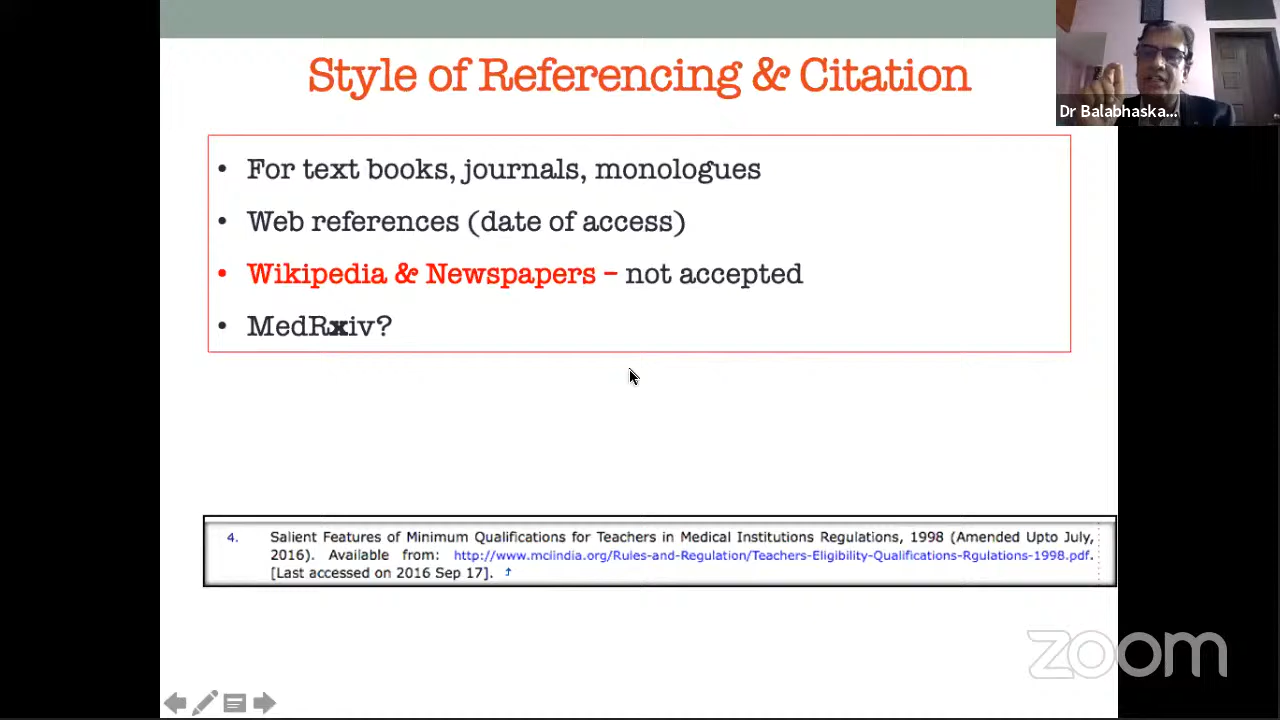 Style of Referencing & Citation
Dr Balabhaska...
• For text books, journals, monologues
• Web references (date of access)
• Wikipedia & Newspapers – not accepted
• MedRxiv?
4. Salient Features of Minimum Qualifications for Teachers in Medical Institutions Regulations, 1998 (Amended Upto July,
2016). Available from: http://www.mciindia.org/Rules-and-Regulation/Teachers-Eligibility-Qualifications-Rgulations-1998.pdf.
[Last accessed on 2016 Sep 17].
zoom